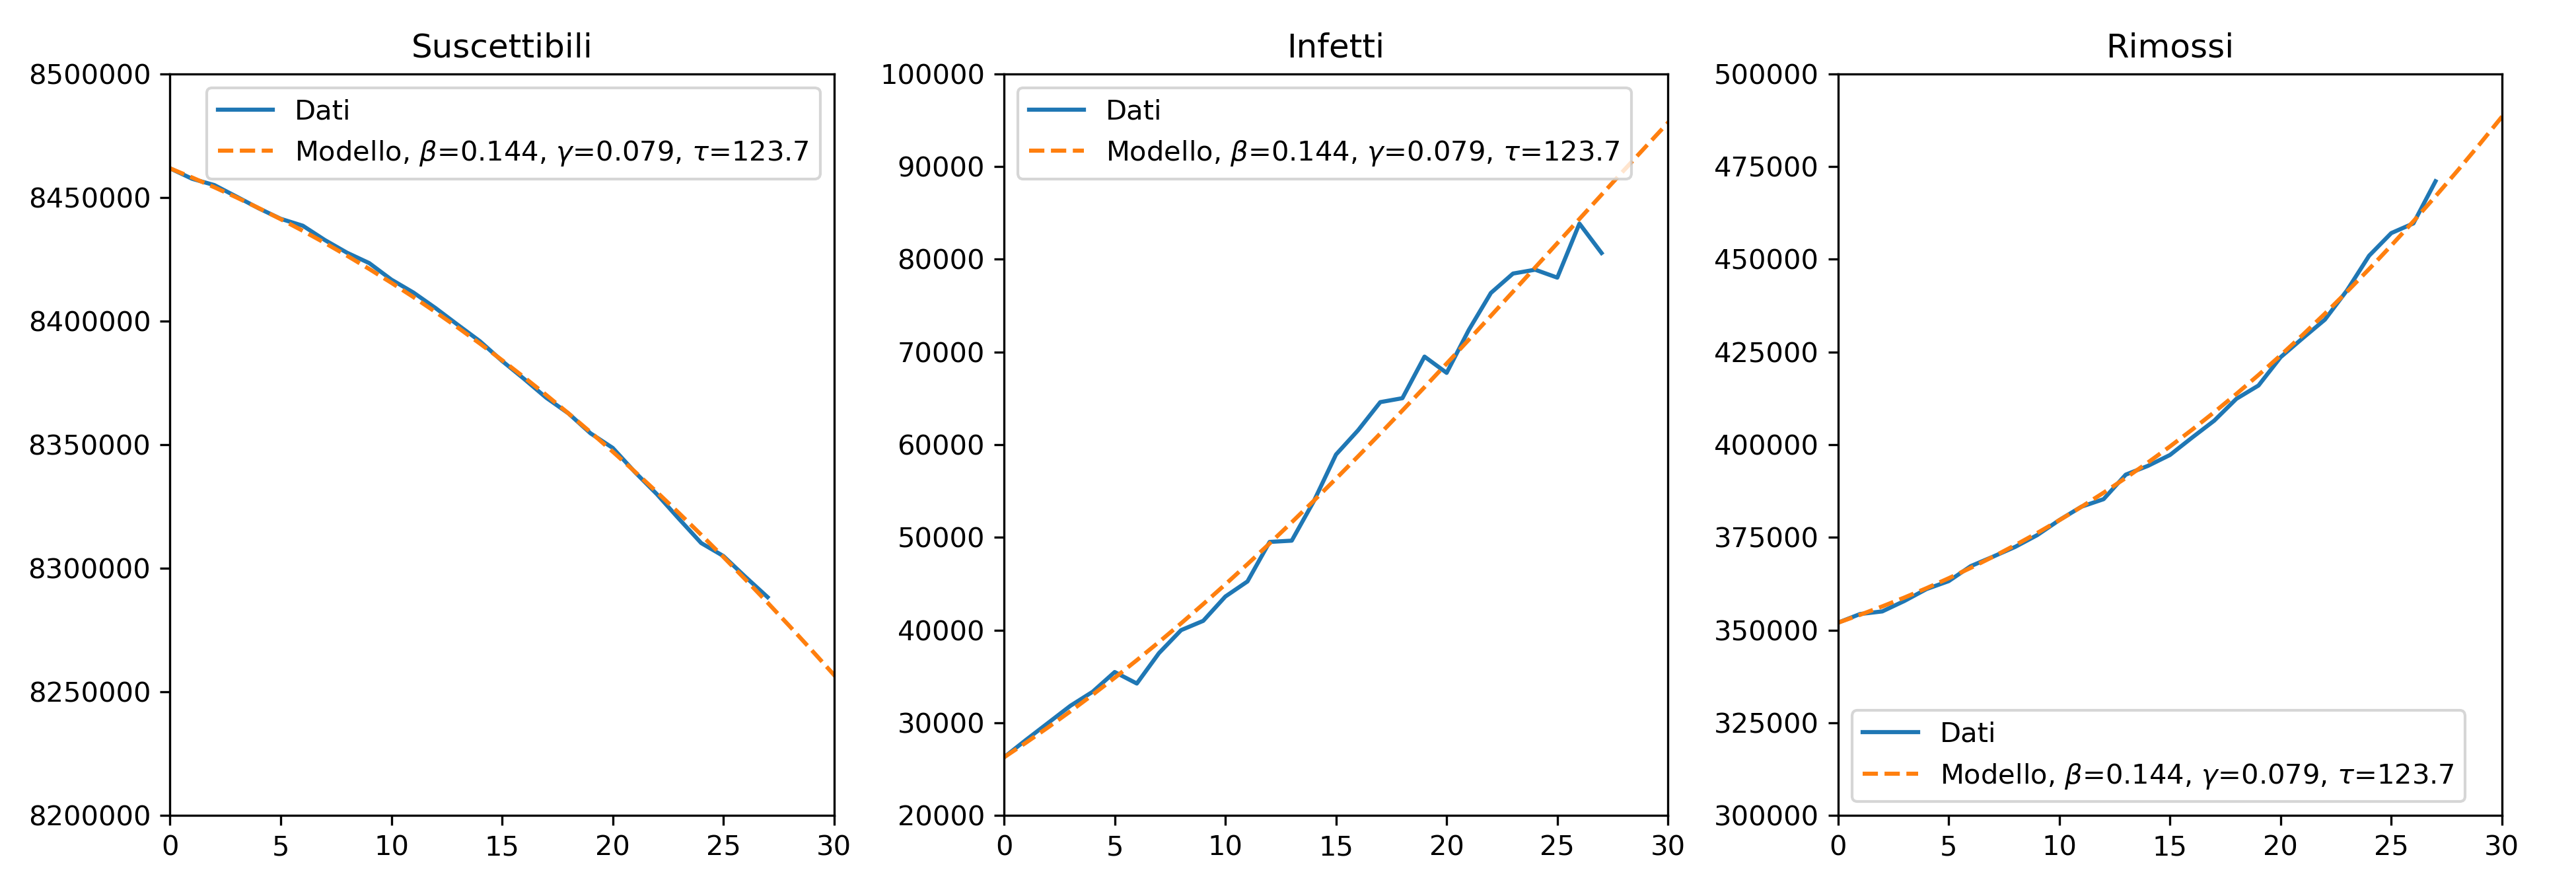 Suscettibili
8500000
8450000
8400000
8350000
8300000
8250000
8200000
0 5 10 15 20 25 30
Dati
Modello, β=0.144, γ=0.079, τ=123.7
Infetti
100000
90000
80000
70000
60000
50000
40000
30000
20000
0 5 10 15 20 25 30
Dati
Modello, β=0.144, γ=0.079, τ=123.7
Rimossi
500000
475000
450000
425000
400000
375000
350000
325000
300000
0 5 10 15 20 25 30
Dati
Modello, β=0.144, γ=0.079, τ=123.7